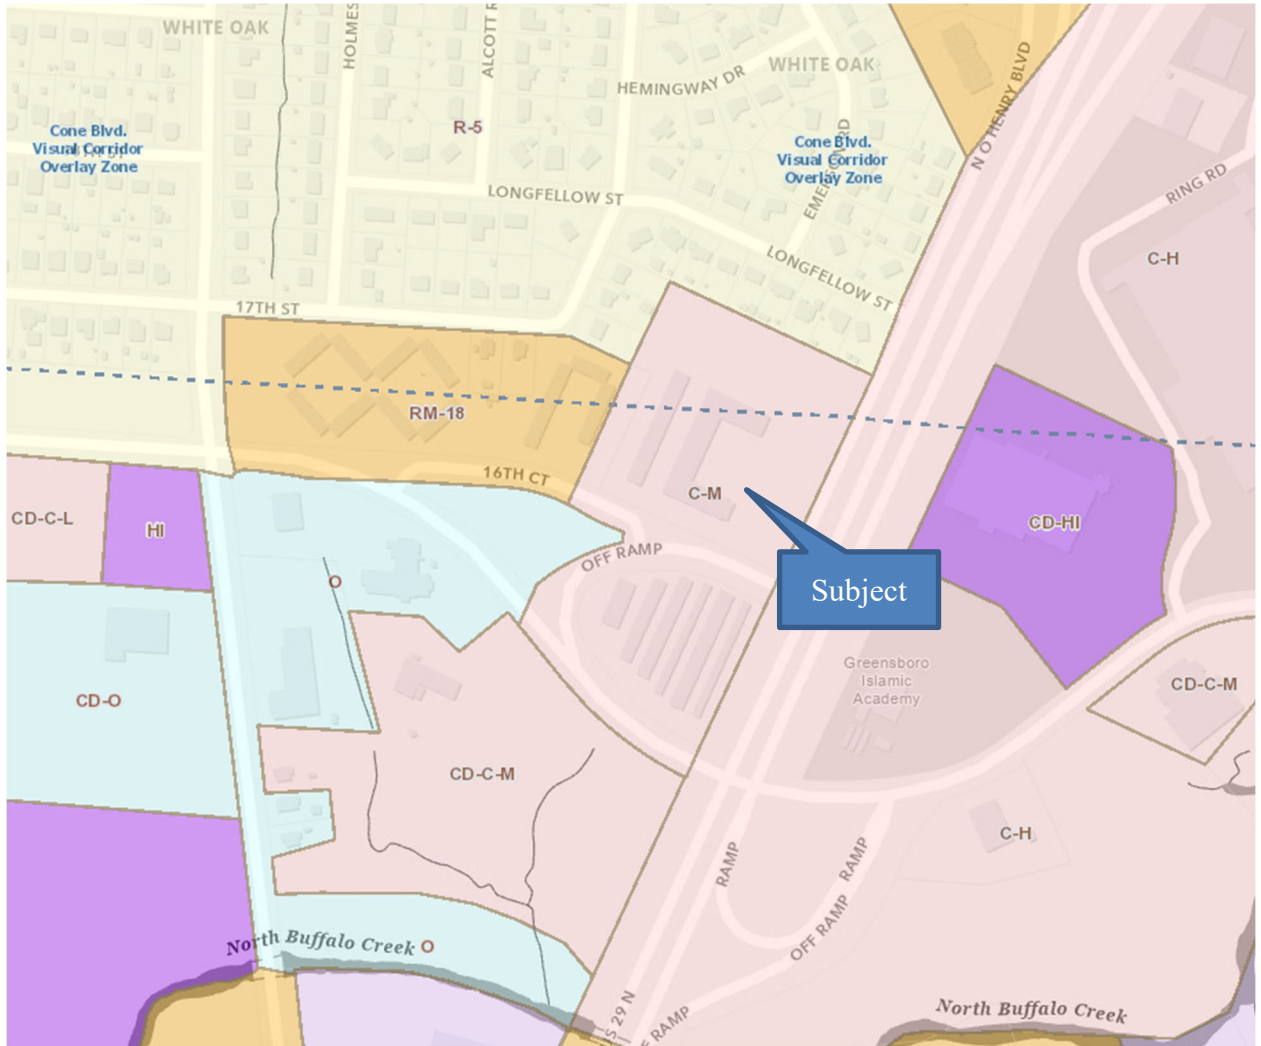 WHITE OAK
HOLMES
ALCOTT R
HEMINGWAY DR
WHITE OAK
N O HENRY BLVD
R-5
Cone Blvd.
Visual Corridor
Overlay Zone
Cone Blvd.
Visual Corridor
Overlay Zone
RING RD
LONGFELLOW ST
LONGFELLOW ST
C-H
17TH ST
RM-18
16TH CT
C-M
CD-C-L
HI
CD-HI
OFF RAMP
O
Subject
Greensboro
Islamic
Academy
CD-C-M
CD-O
CD-C-M
C-H
RAMP
RAMP
OFF RAMP
North Buffalo Creek
O
North Buffalo Creek
S 29 N
RAMP